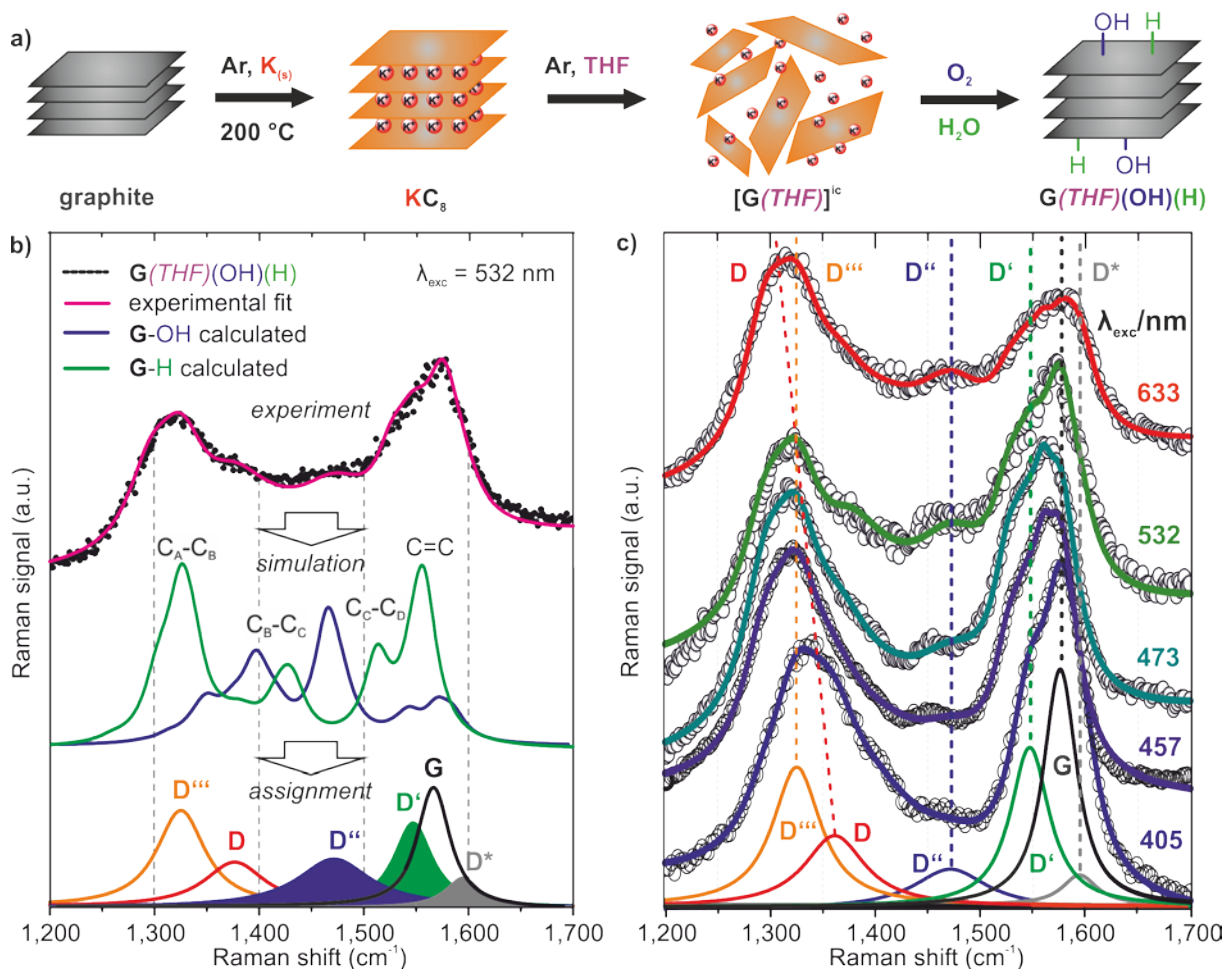 a)
Ar, K(s)
200 °C
Ar, THF
O₂
H₂O
OH H
H OH
K⁺ K⁺ K⁺ K⁺
K⁺ K⁺ K⁺ K⁺
K⁺ K⁺ K⁺ K⁺
graphite
KC₈
[G(THF)]ⁱᶜ
G(THF)(OH)(H)
b)
G(THF)(OH)(H)
λexc = 532 nm
experimental fit
G-OH calculated
G-H calculated
experiment
simulation
CA-CB
CB-CC
CC-CD
C=C
assignment
D‘‘‘
D
D‘‘
D‘
G
D*
Raman signal (a.u.)
1,200 1,300 1,400 1,500 1,600 1,700
Raman shift (cm⁻¹)
c)
D D‘‘‘ D‘‘ D‘ D*
λexc/nm
633
532
473
457
405
D‘‘‘ D D‘‘ D‘ G
Raman signal (a.u.)
1,200 1,300 1,400 1,500 1,600 1,700
Raman shift (cm⁻¹)